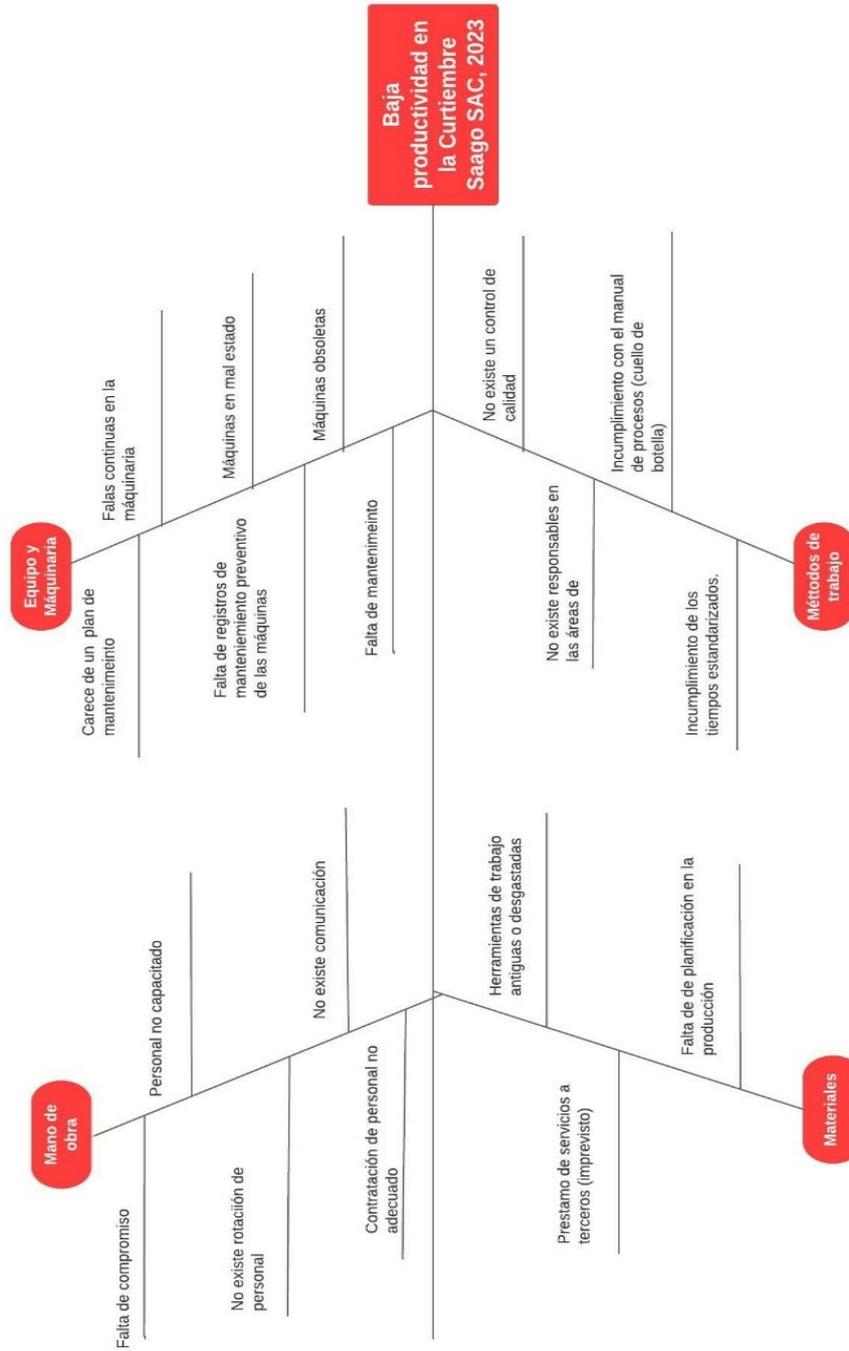 Mano de
obra
Falta de compromiso
Personal no capacitado
No existe rotaciión de
personal
No existe comunicación
Contratación de personal no
adecuado
Equipo y
Máquinaria
Carece de un plan de
mantenimeinto
Falas continuas en la
máquinaria
Falta de registros de
manteniemiento preventivo
de las máquinas
Máquinas en mal estado
Máquinas obsoletas
Falta de mantenimeinto
Baja
productividad en
la Curtiembre
Saago SAC, 2023
Materiales
Herramientas de trabajo
antiguas o desgastadas
Prestamo de servicios a
terceros (imprevisto)
Falta de de planificación en la
producción
Méttodos de
trabajo
No existe un control de
calidad
No existe responsables en
las áreas de
Incumplimiento con el manual
de procesos (cuello de
botella)
Incumplimiento de los
tiempos estandarizados.